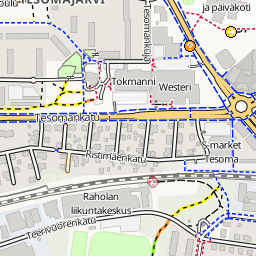 TESOMAJÄRVI
ja päiväkoti
Tesomankuja
Tokmanni
Westeri
Tesomankatu
S-market
Tesoma
Ristimäenkatu
Raholan
liikuntakeskus
Teerivuorenkatu